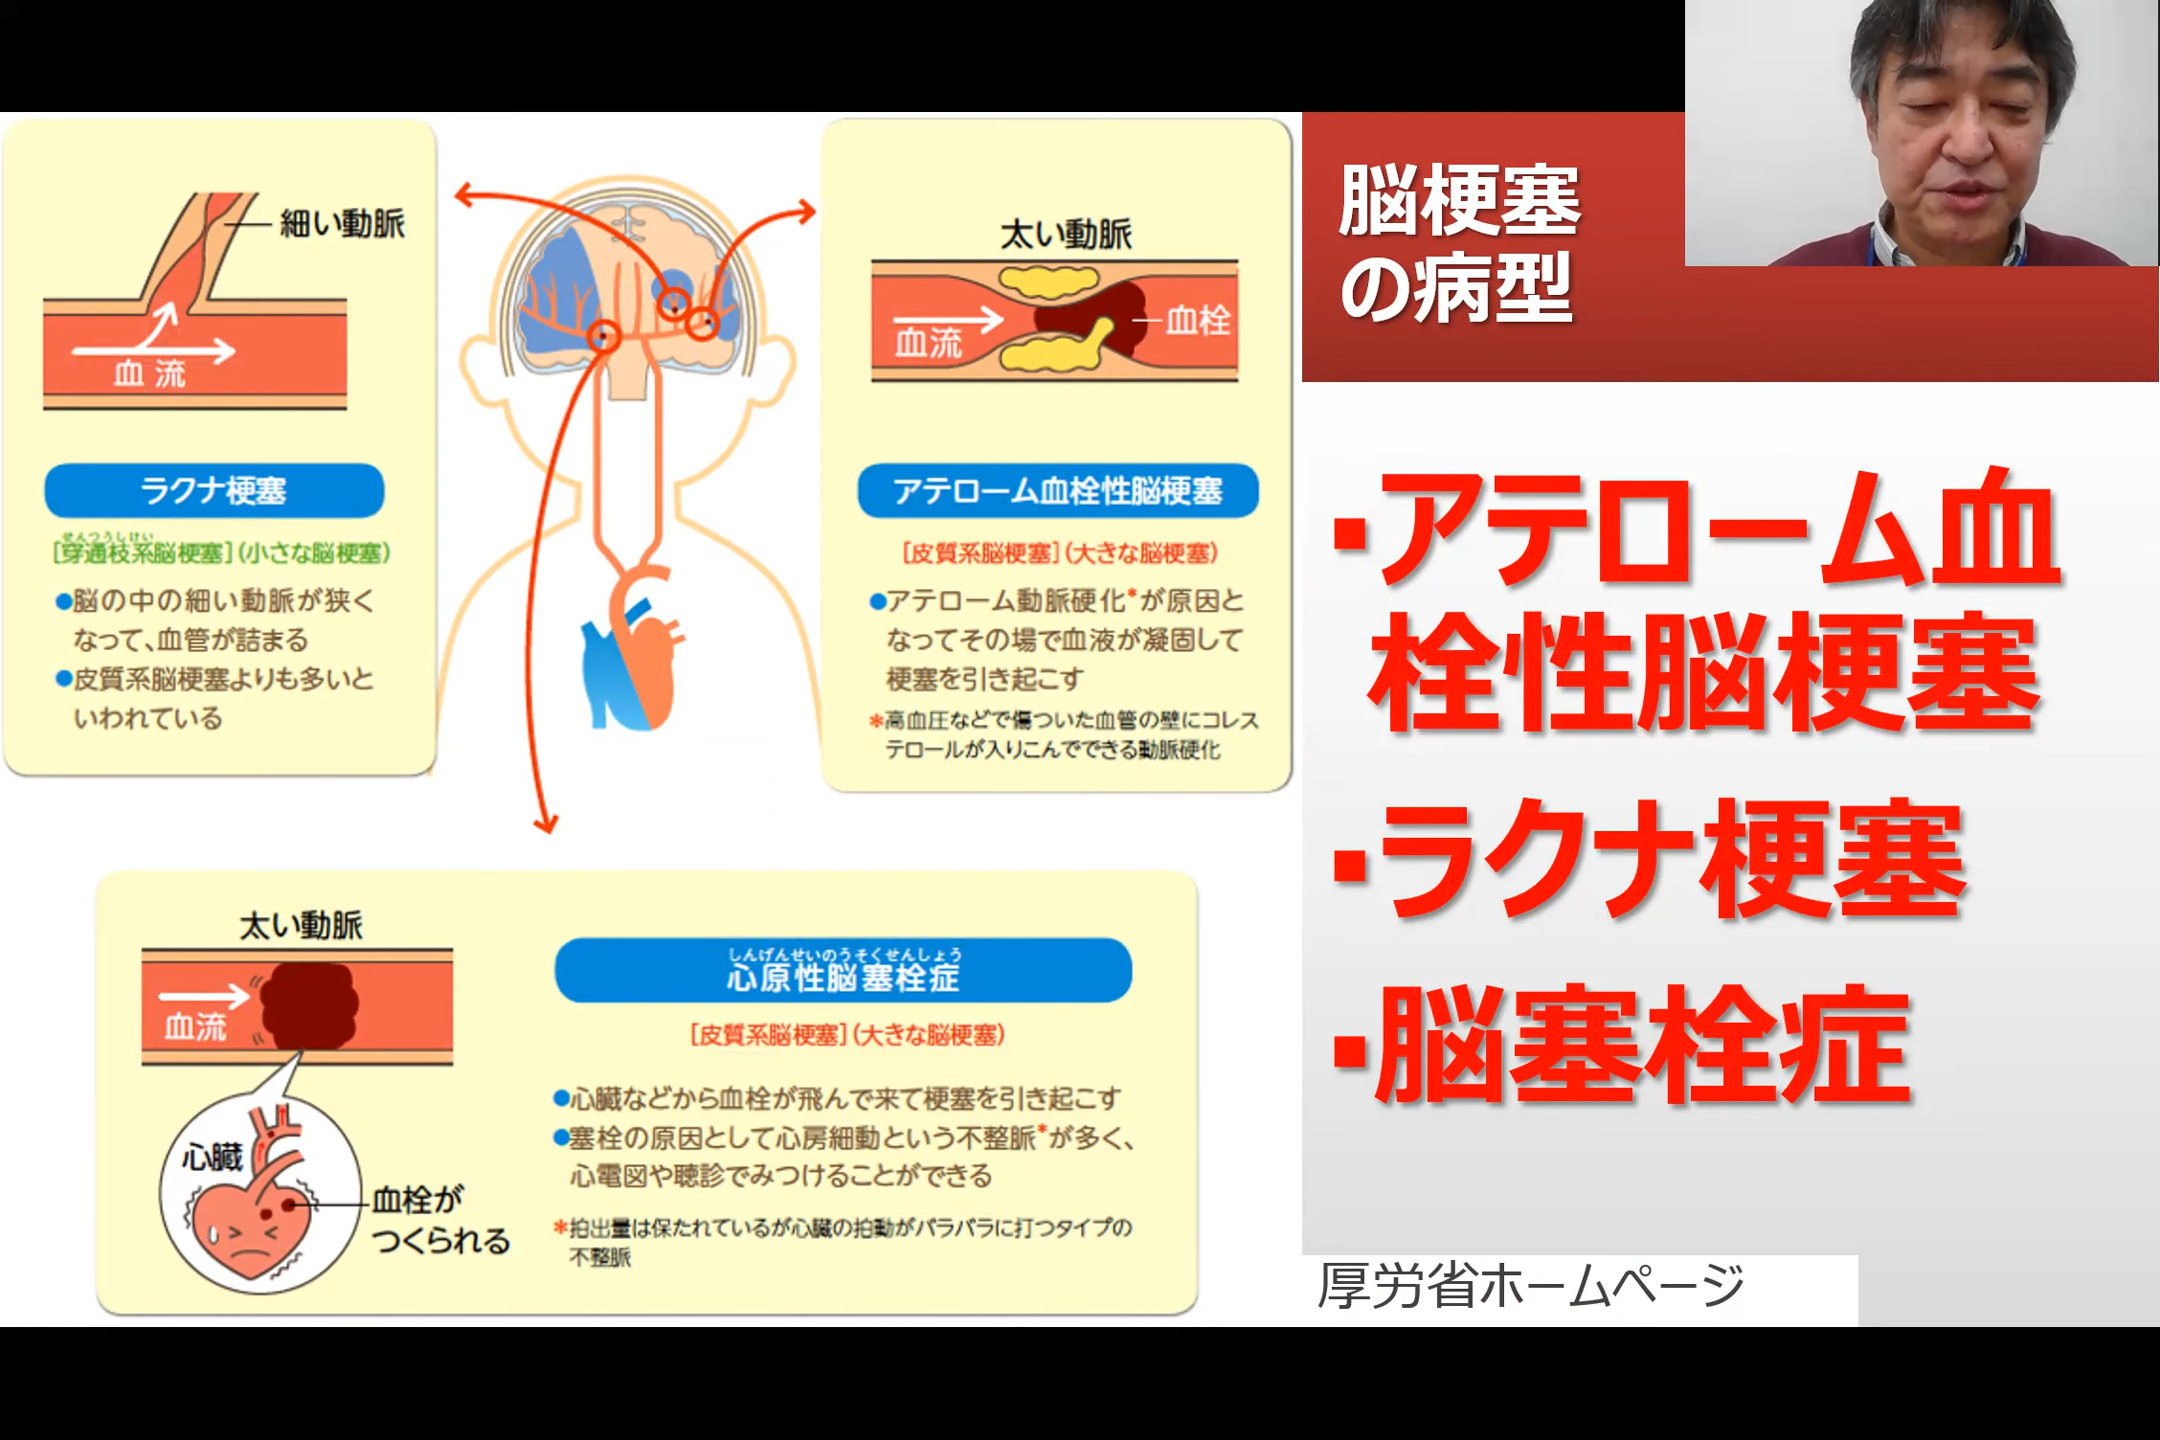 細い動脈
血流
ラクナ梗塞
せんつうしけい
[穿通枝系脳梗塞](小さな脳梗塞)
●脳の中の細い動脈が狭く
なって、血管が詰まる
●皮質系脳梗塞よりも多いと
いわれている
太い動脈
血流
血栓
アテローム血栓性脳梗塞
[皮質系脳梗塞](大きな脳梗塞)
●アテローム動脈硬化*が原因と
なってその場で血液が凝固して
梗塞を引き起こす
*高血圧などで傷ついた血管の壁にコレス
テロールが入りこんでできる動脈硬化
太い動脈
血流
心臓
血栓が
つくられる
しんげんせいのうそくせんしょう
心原性脳塞栓症
[皮質系脳梗塞](大きな脳梗塞)
●心臓などから血栓が飛んで来て梗塞を引き起こす
●塞栓の原因として心房細動という不整脈*が多く、
心電図や聴診でみつけることができる
*拍出量は保たれているが心臓の拍動がバラバラに打つタイプの
不整脈
脳梗塞
の病型
▪アテローム血
栓性脳梗塞
▪ラクナ梗塞
▪脳塞栓症
厚労省ホームページ